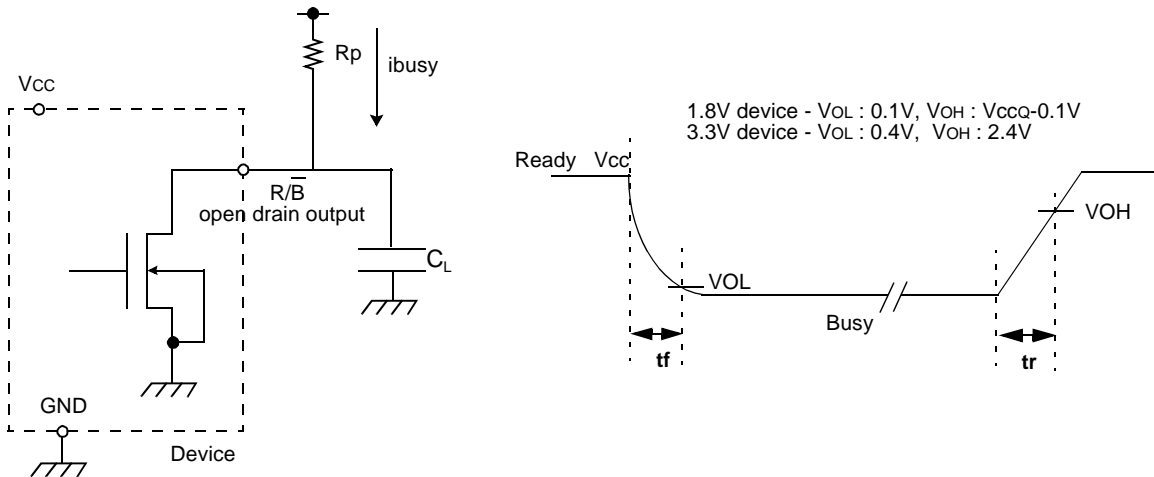 Rp
ibusy
VCC
R/B̅
open drain output
CL
GND
Device
1.8V device - VOL : 0.1V, VOH : VCCQ-0.1V
3.3V device - VOL : 0.4V, VOH : 2.4V
Ready Vcc
VOH
VOL
Busy
tf
tr